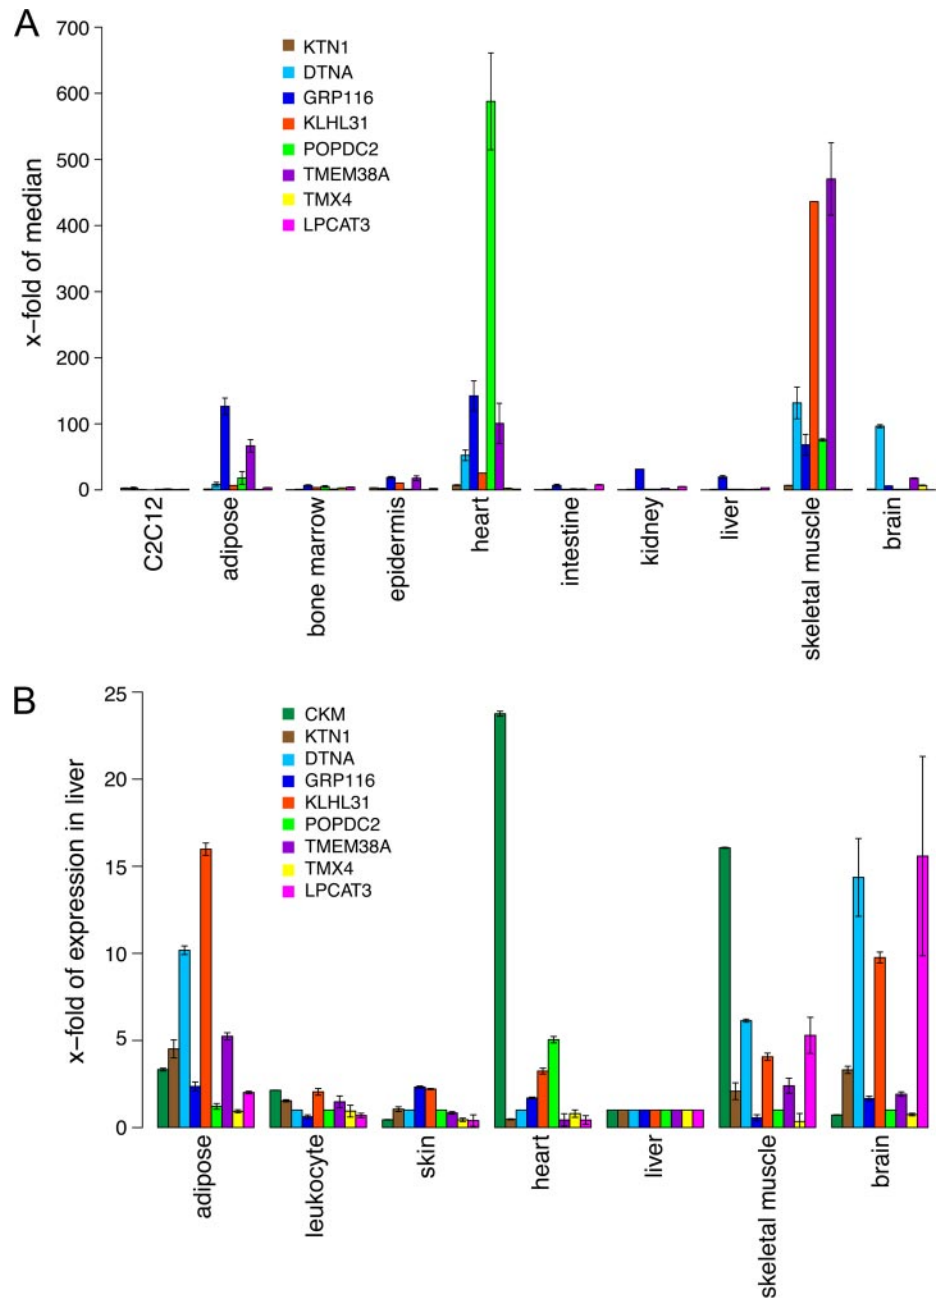 A
700
600
500
400
300
200
100
0
x-fold of median
KTN1
DTNA
GRP116
KLHL31
POPDC2
TMEM38A
TMX4
LPCAT3
C2C12
adipose
bone marrow
epidermis
heart
intestine
kidney
liver
skeletal muscle
brain
B
25
20
15
10
5
0
x-fold of expression in liver
CKM
KTN1
DTNA
GRP116
KLHL31
POPDC2
TMEM38A
TMX4
LPCAT3
adipose
leukocyte
skin
heart
liver
skeletal muscle
brain